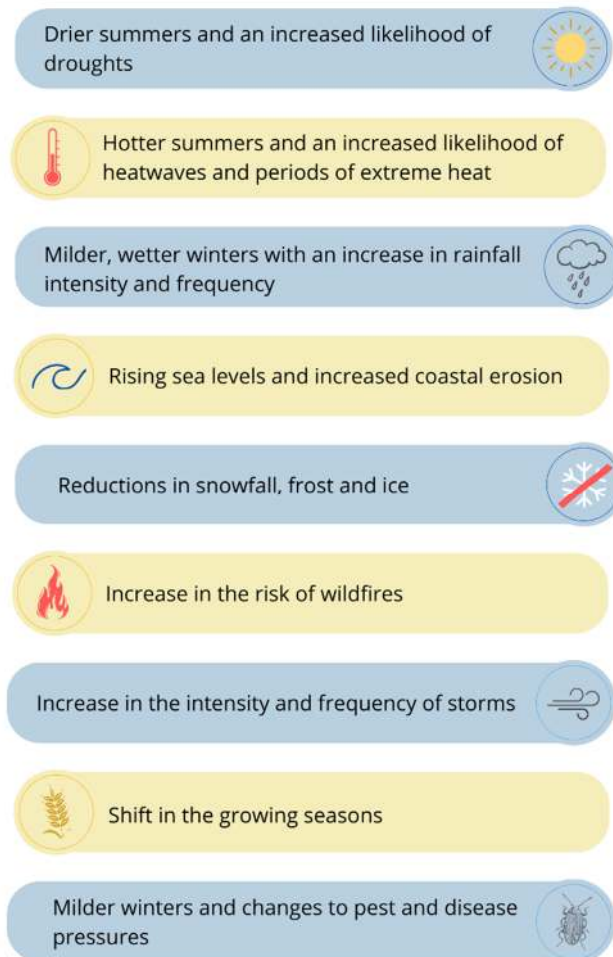 Drier summers and an increased likelihood of
droughts
Hotter summers and an increased likelihood of
heatwaves and periods of extreme heat
Milder, wetter winters with an increase in rainfall
intensity and frequency
Rising sea levels and increased coastal erosion
Reductions in snowfall, frost and ice
Increase in the risk of wildfires
Increase in the intensity and frequency of storms
Shift in the growing seasons
Milder winters and changes to pest and disease
pressures